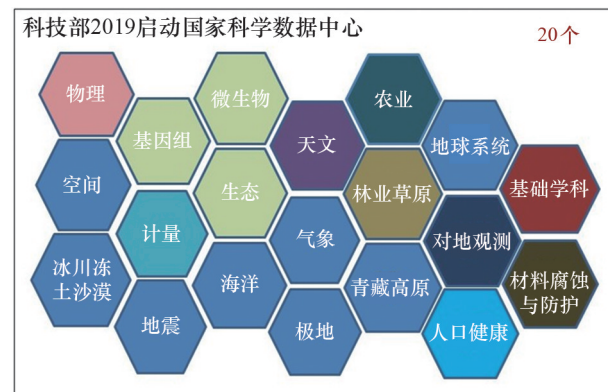 科技部2019启动国家科学数据中心
20个
物理
微生物
农业
基因组
天文
地球系统
空间
生态
林业草原
基础学科
计量
气象
对地观测
冰川冻
土沙漠
海洋
青藏高原
材料腐蚀
与防护
地震
极地
人口健康